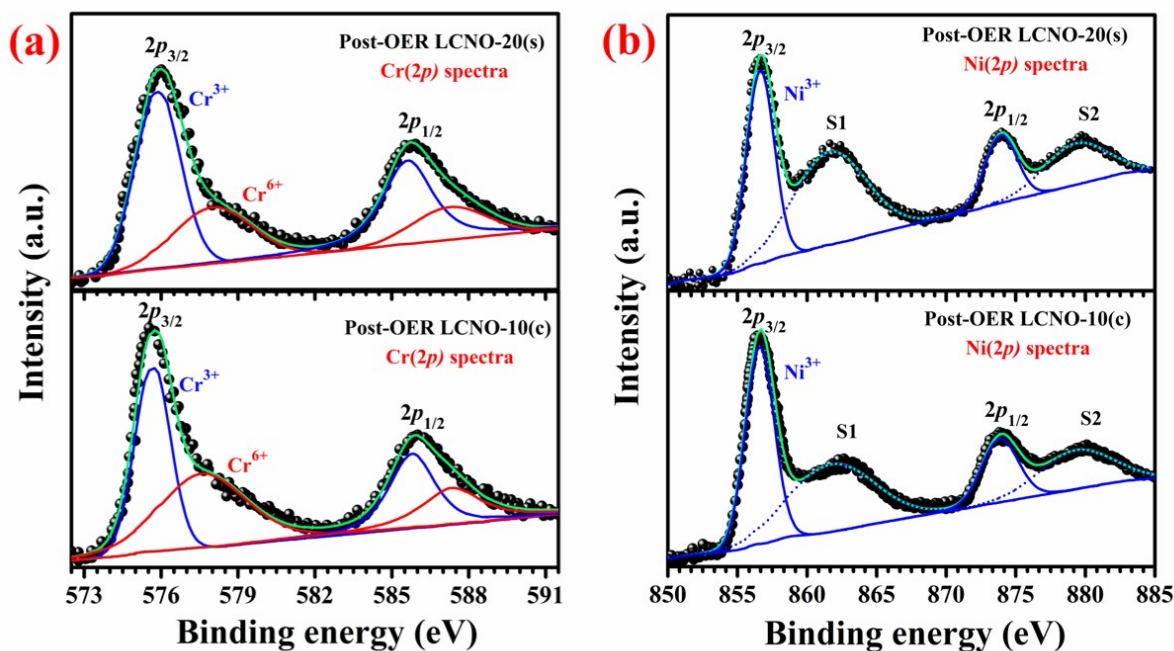 (a)
Intensity (a.u.)
Post-OER LCNO-20(s)
Cr(2p) spectra
2p3/2
Cr3+
Cr6+
2p1/2
Post-OER LCNO-10(c)
Cr(2p) spectra
2p3/2
Cr3+
Cr6+
2p1/2
573 576 579 582 585 588 591
Binding energy (eV)
(b)
Intensity (a.u.)
Post-OER LCNO-20(s)
Ni(2p) spectra
2p3/2
Ni3+
S1
2p1/2
S2
Post-OER LCNO-10(c)
Ni(2p) spectra
2p3/2
Ni3+
S1
2p1/2
S2
850 855 860 865 870 875 880 885
Binding energy (eV)